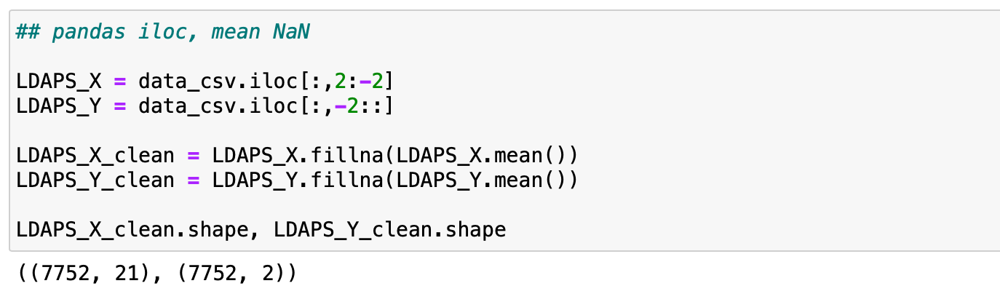 ## pandas iloc, mean NaN
LDAPS_X = data_csv.iloc[:,2:-2]
LDAPS_Y = data_csv.iloc[:,-2::]
LDAPS_X_clean = LDAPS_X.fillna(LDAPS_X.mean())
LDAPS_Y_clean = LDAPS_Y.fillna(LDAPS_Y.mean())
LDAPS_X_clean.shape, LDAPS_Y_clean.shape
((7752, 21), (7752, 2))